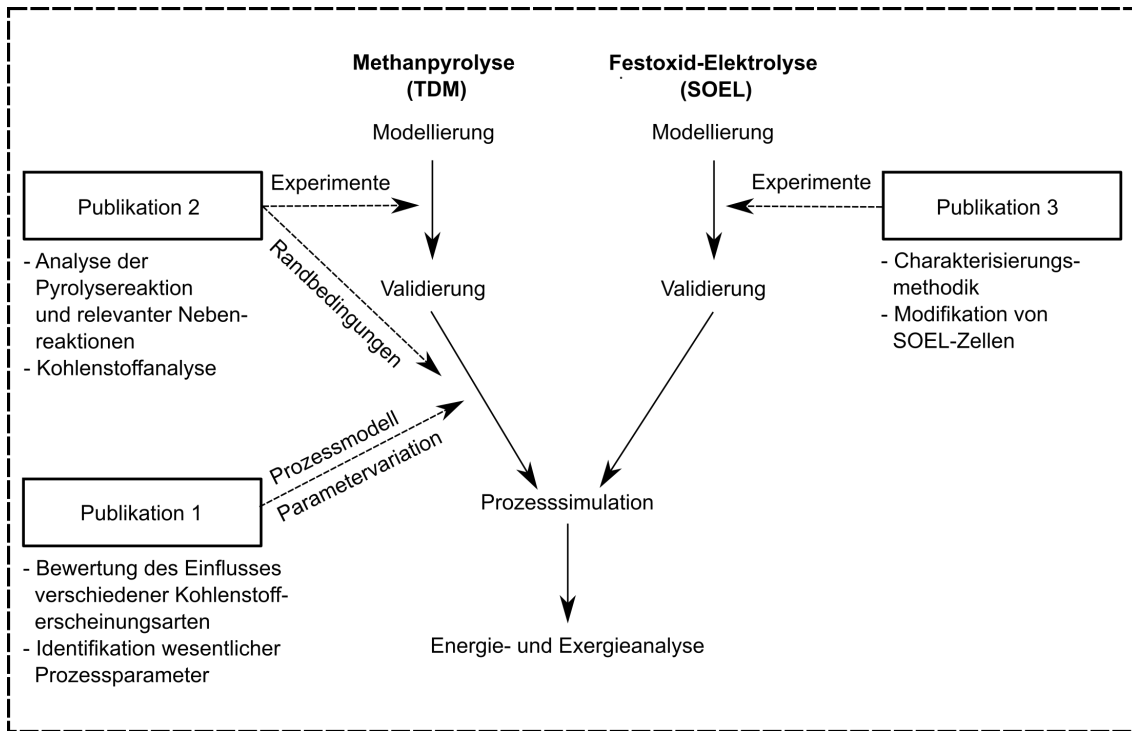 Methanpyrolyse
(TDM)
Festoxid-Elektrolyse
(SOEL)
Modellierung
Modellierung
Experimente
Experimente
Publikation 2
Publikation 3
Randbedingungen
- Analyse der
Pyrolysereaktion
und relevanter Neben-
reaktionen
- Kohlenstoffanalyse
Validierung
Validierung
- Charakterisierungs-
methodik
- Modifikation von
SOEL-Zellen
Prozessmodell
Parametervariation
Publikation 1
Prozesssimulation
- Bewertung des Einflusses
verschiedener Kohlenstoff-
erscheinungsarten
- Identifikation wesentlicher
Prozessparameter
Energie- und Exergieanalyse